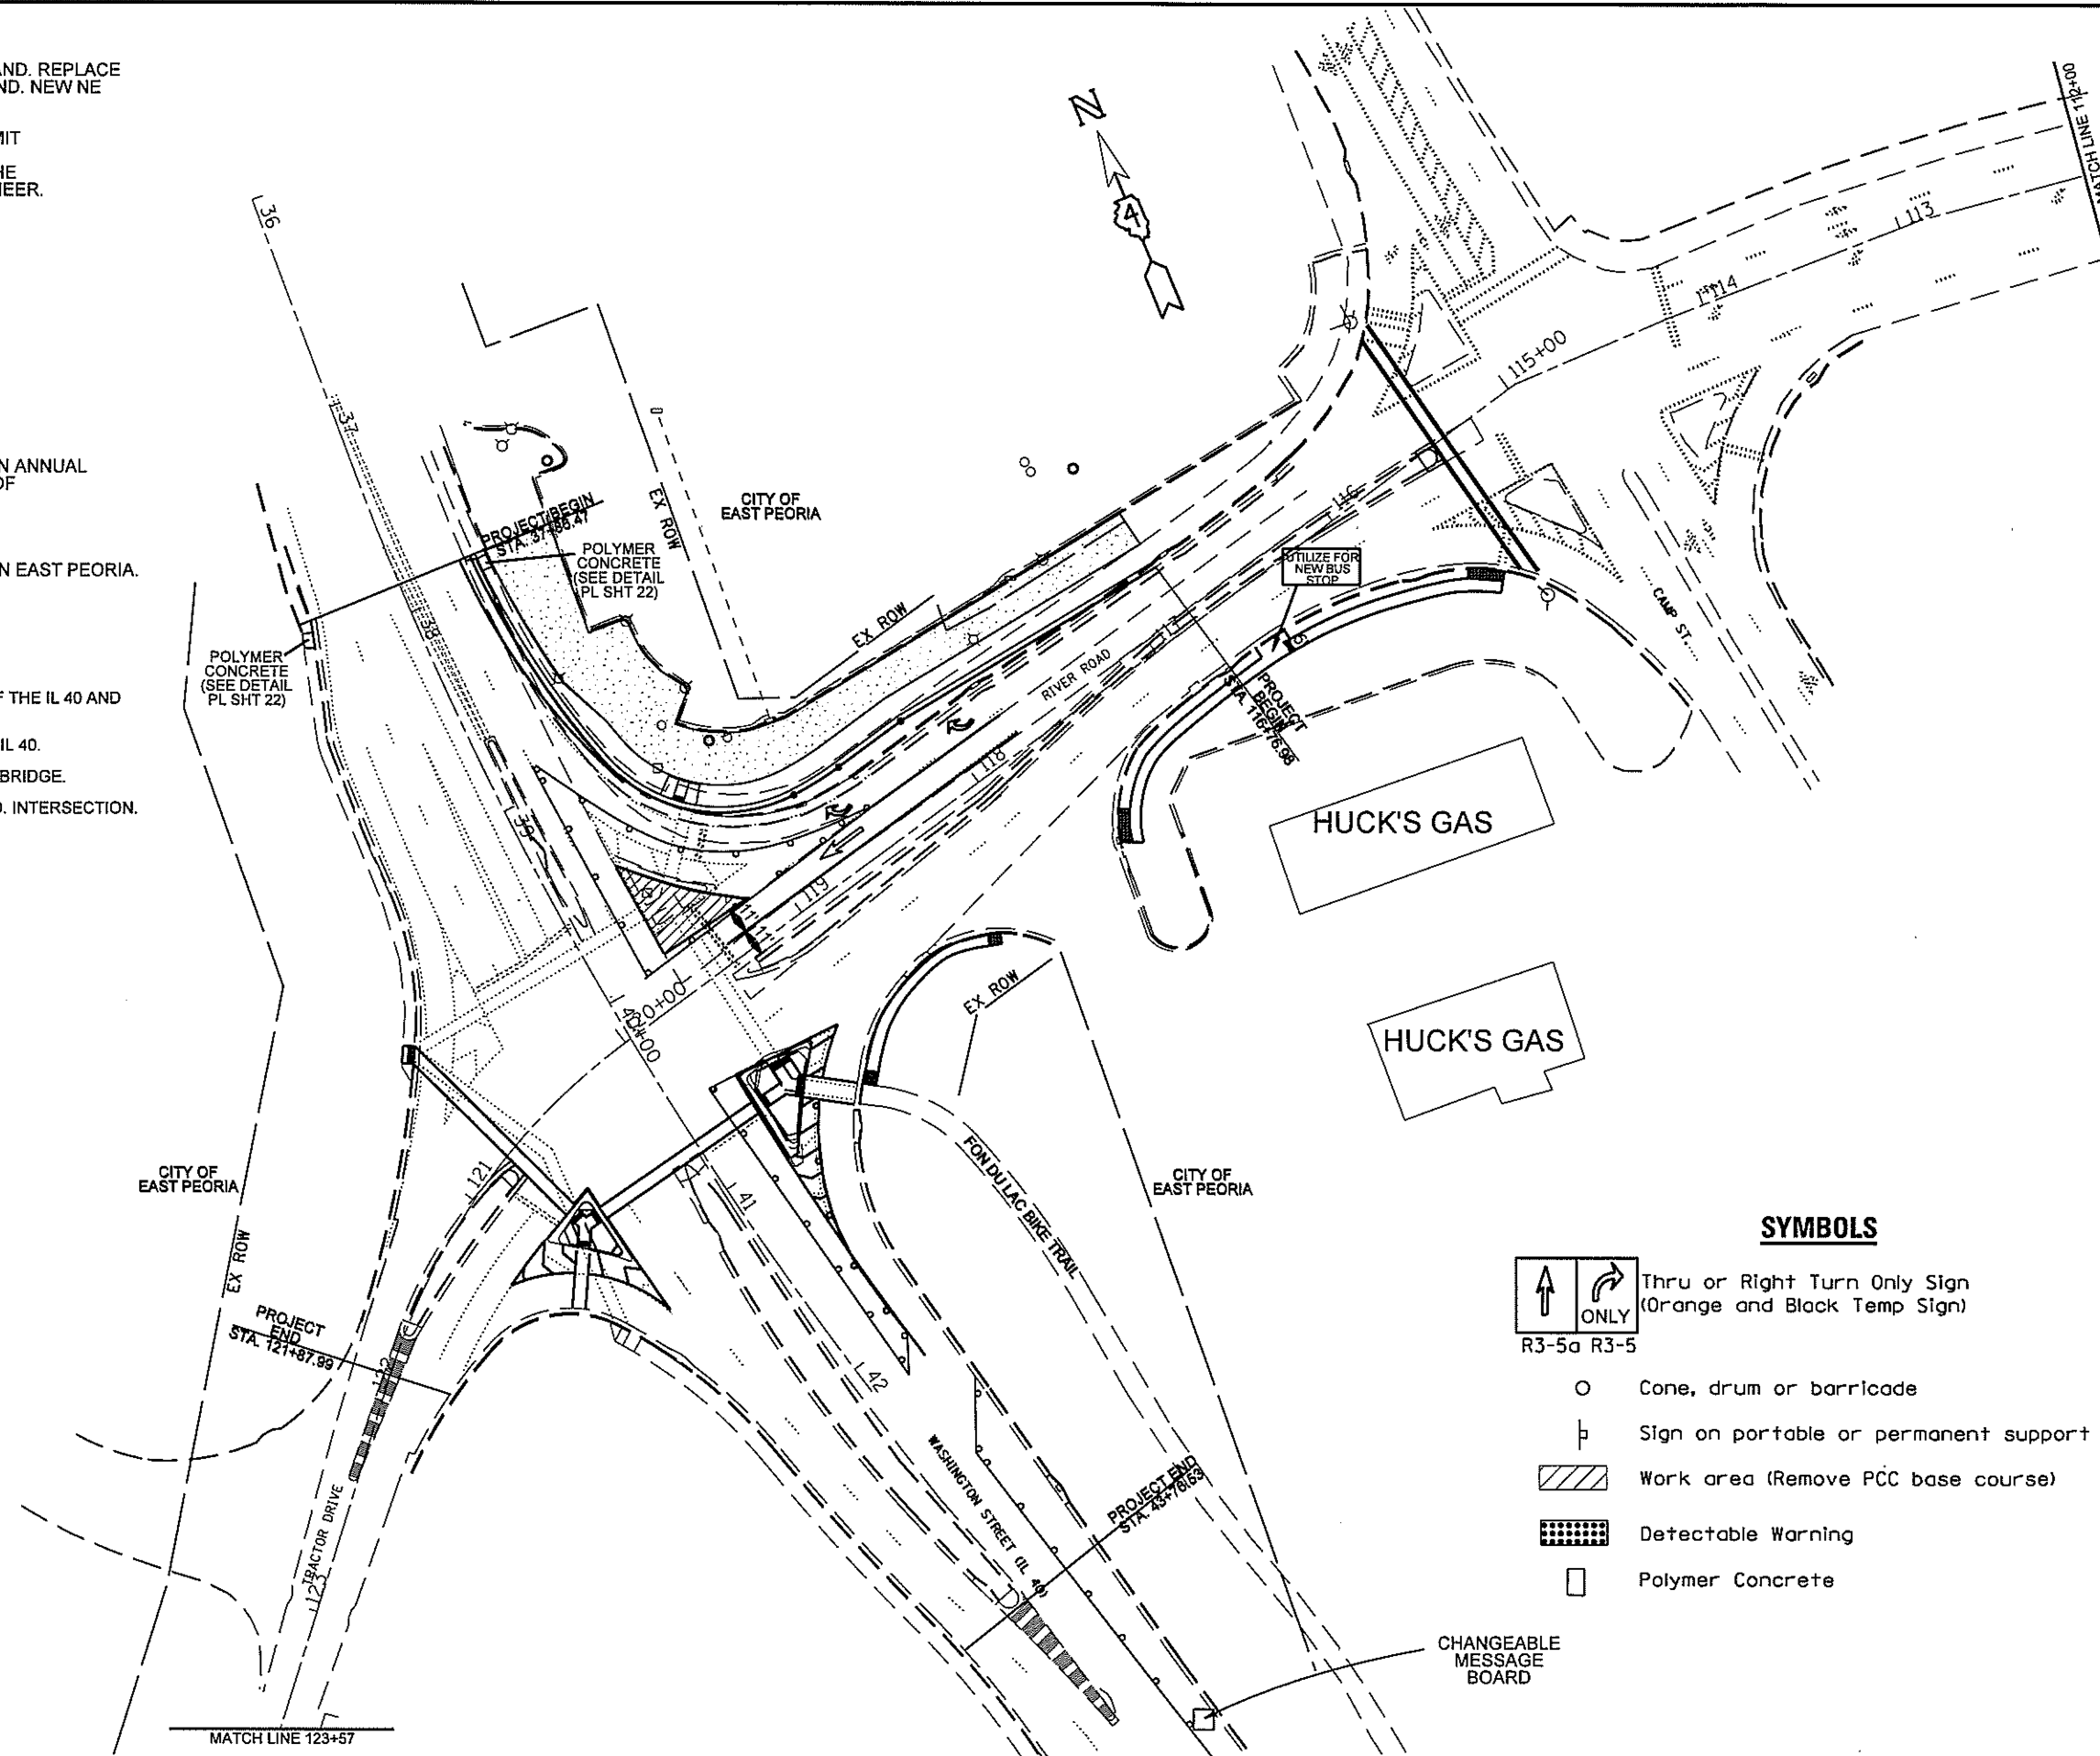 AND. REPLACE
ND. NEW NE
MIT
HE
EER.
N ANNUAL
OF
N EAST PEORIA.
F THE IL 40 AND
IL 40.
BRIDGE.
D. INTERSECTION.
N
4
MATCH LINE 112+00
36
37
38
39
113
114
115+00
116
117
118
119
120+00
40+00
41
42
121
122
123
PROJECT BEGIN
POLYMER
CONCRETE
(SEE DETAIL
PL SHT 22)
EX ROW
CITY OF
EAST PEORIA
EX ROW
UTILIZE FOR
NEW BUS
STOP
CAMP ST.
RIVER ROAD
POLYMER
CONCRETE
(SEE DETAIL
PL SHT 22)
PROJECT
BEGIN
STA. 116+76.98
11'
11'
HUCK'S GAS
HUCK'S GAS
EX ROW
CITY OF
EAST PEORIA
EX ROW
PROJECT
END
STA. 121+87.99
FON DU LAC BIKE TRAIL
CITY OF
EAST PEORIA
WASHINGTON STREET (IL 40)
PROJECT END
STA. 43+76.53
TRACTOR DRIVE
MATCH LINE 123+57
CHANGEABLE
MESSAGE
BOARD
SYMBOLS
ONLY
R3-5a R3-5
Thru or Right Turn Only Sign
(Orange and Black Temp Sign)
Cone, drum or barricade
Sign on portable or permanent support
Work area (Remove PCC base course)
Detectable Warning
Polymer Concrete